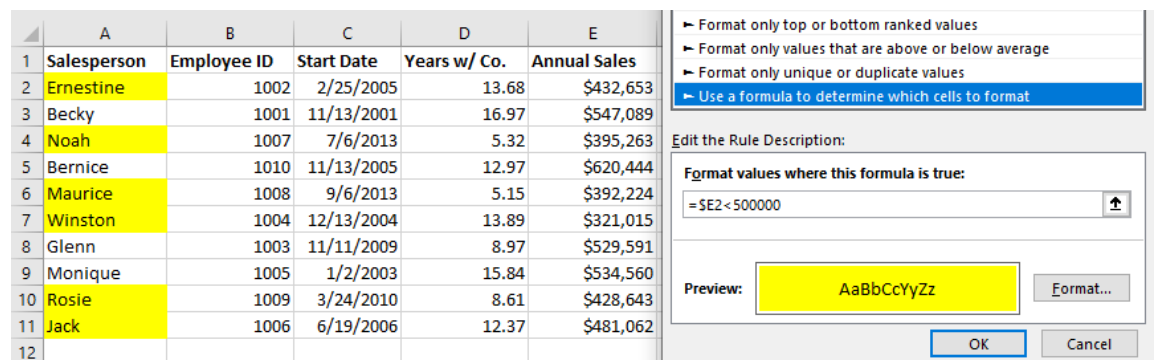 A B C D E
1 Salesperson Employee ID Start Date Years w/ Co. Annual Sales
2 Ernestine 1002 2/25/2005 13.68 $432,653
3 Becky 1001 11/13/2001 16.97 $547,089
4 Noah 1007 7/6/2013 5.32 $395,263
5 Bernice 1010 11/13/2005 12.97 $620,444
6 Maurice 1008 9/6/2013 5.15 $392,224
7 Winston 1004 12/13/2004 13.89 $321,015
8 Glenn 1003 11/11/2009 8.97 $529,591
9 Monique 1005 1/2/2003 15.84 $534,560
10 Rosie 1009 3/24/2010 8.61 $428,643
11 Jack 1006 6/19/2006 12.37 $481,062
12
► Format only top or bottom ranked values
► Format only values that are above or below average
► Format only unique or duplicate values
► Use a formula to determine which cells to format
Edit the Rule Description:
Format values where this formula is true:
=$E2<500000
Preview: AaBbCcYyZz Format...
OK Cancel